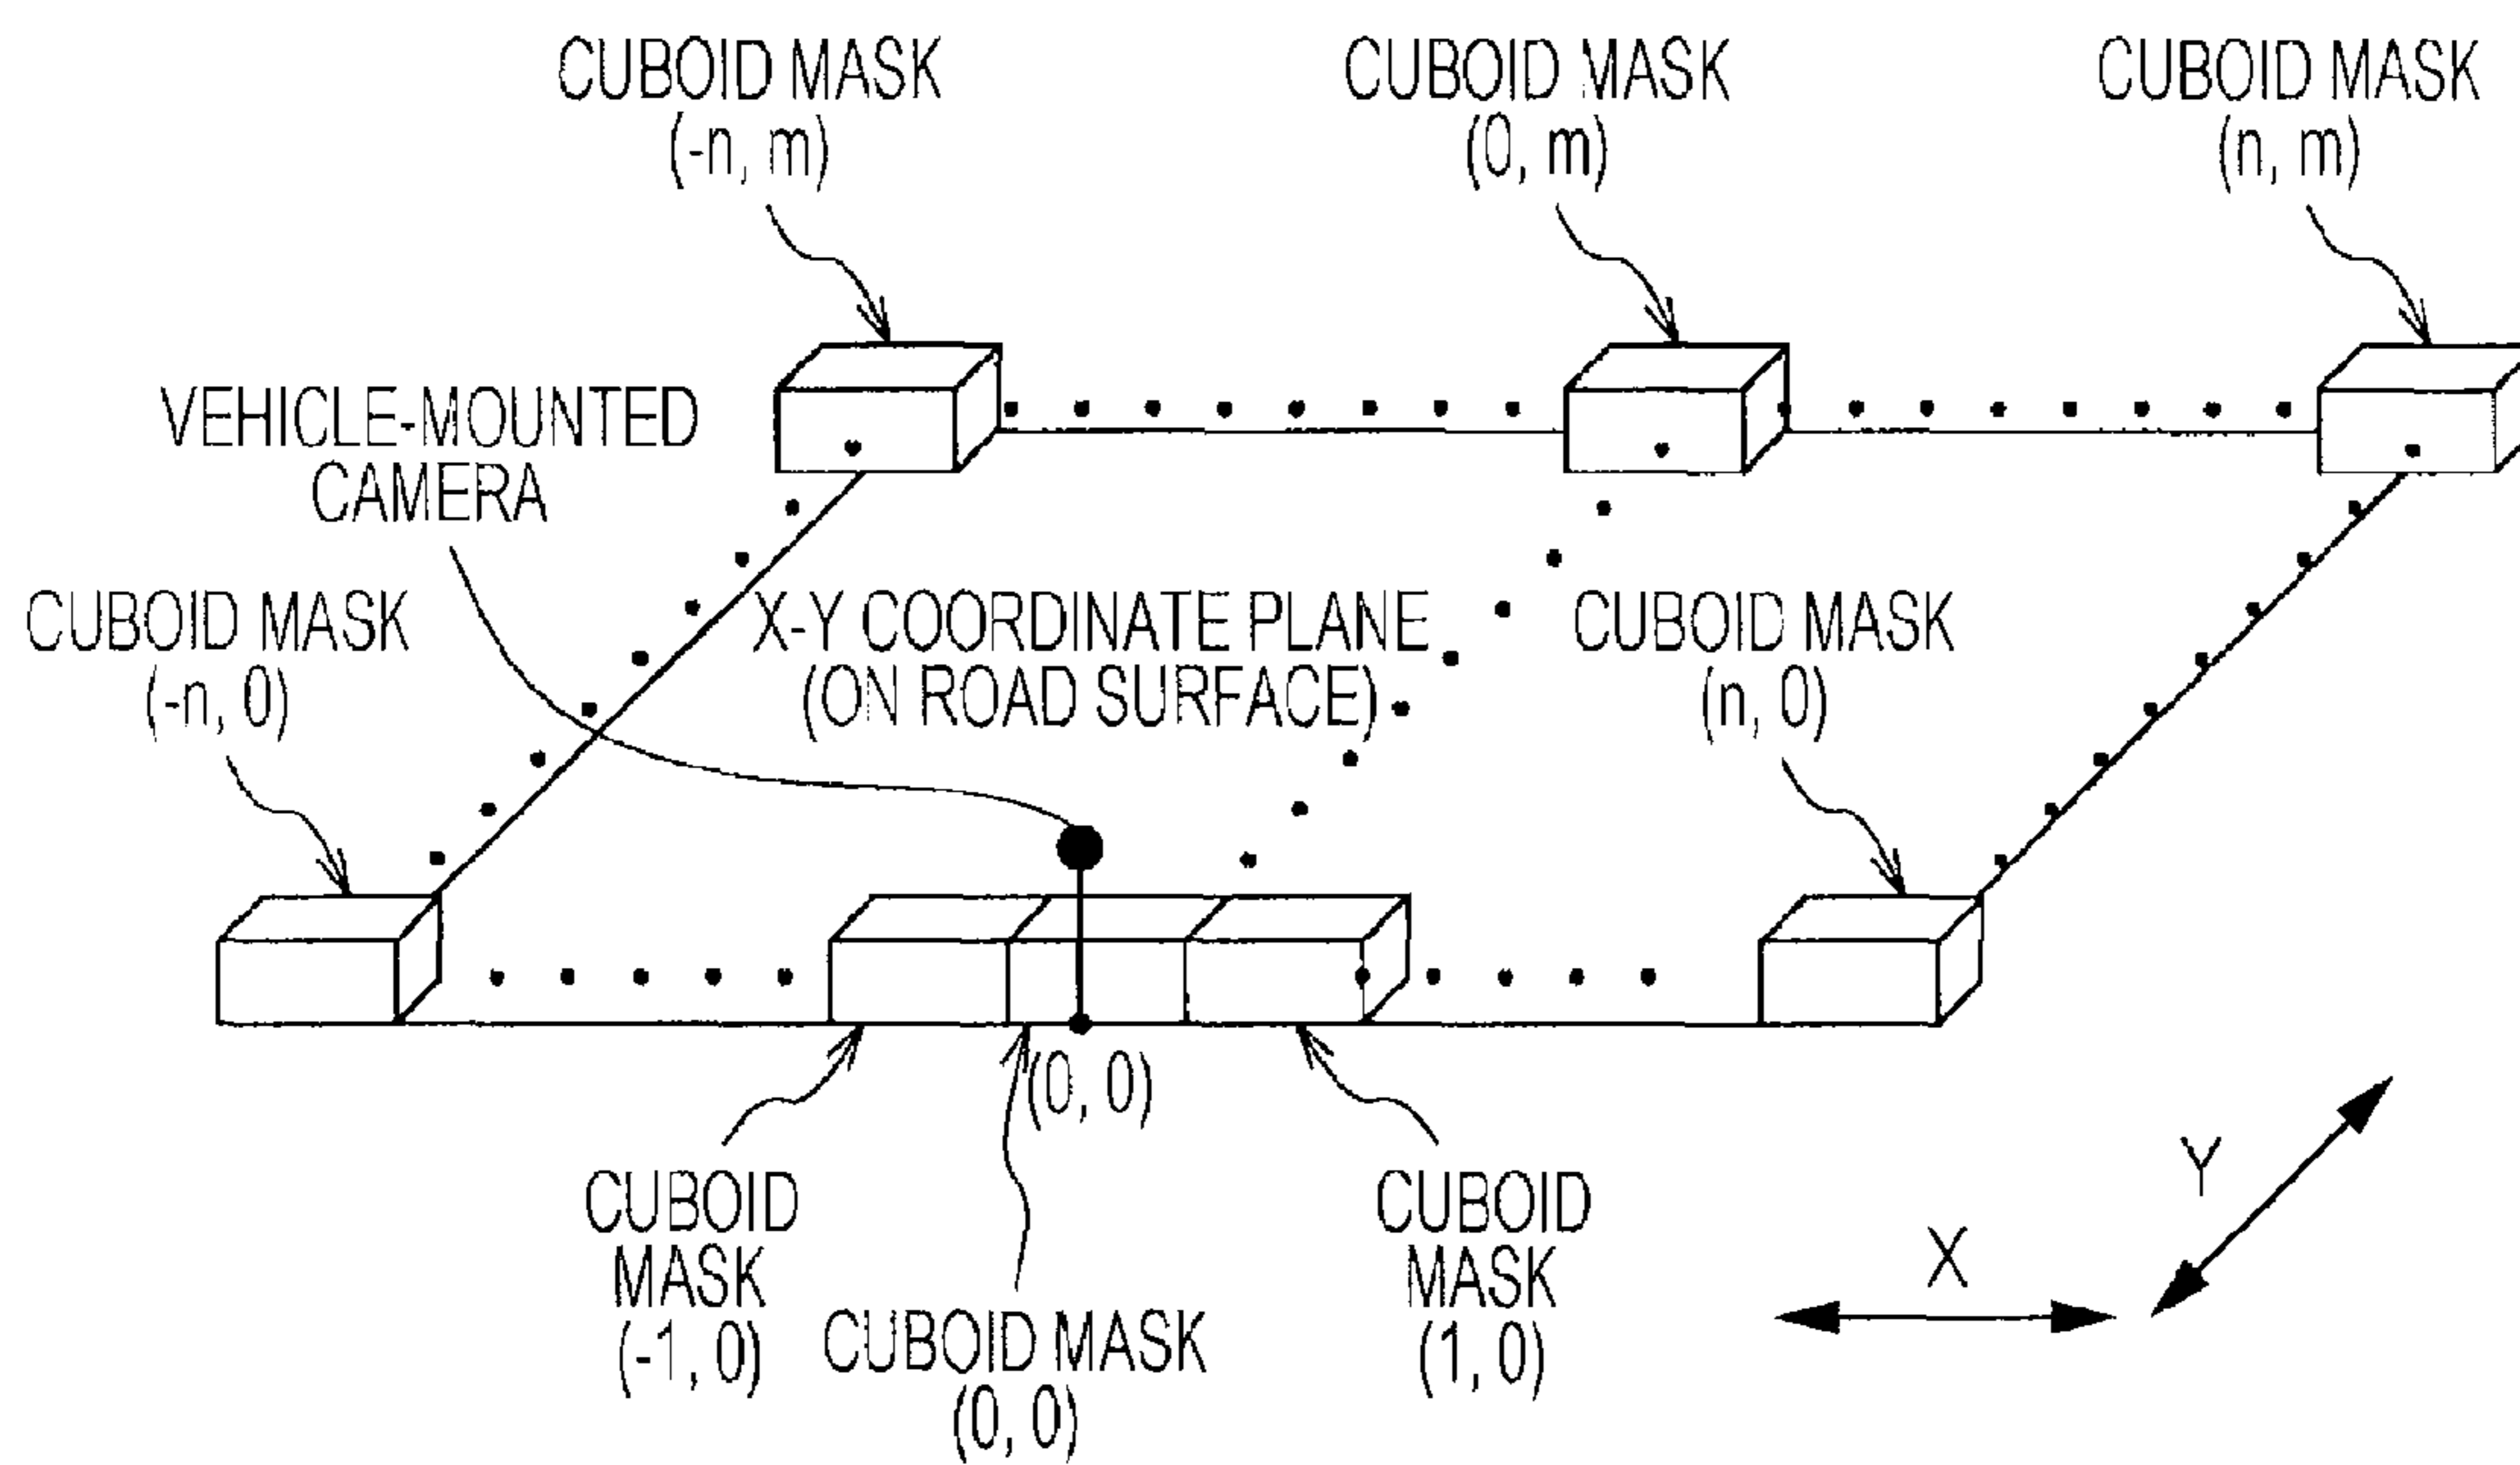 CUBOID MASK
(-n, m)
CUBOID MASK
(0, m)
CUBOID MASK
(n, m)
VEHICLE-MOUNTED
CAMERA
CUBOID MASK
(-n, 0)
X-Y COORDINATE PLANE
(ON ROAD SURFACE)
CUBOID MASK
(n, 0)
(0, 0)
CUBOID
MASK
(-1, 0)
CUBOID MASK
(0, 0)
CUBOID
MASK
(1, 0)
X
Y